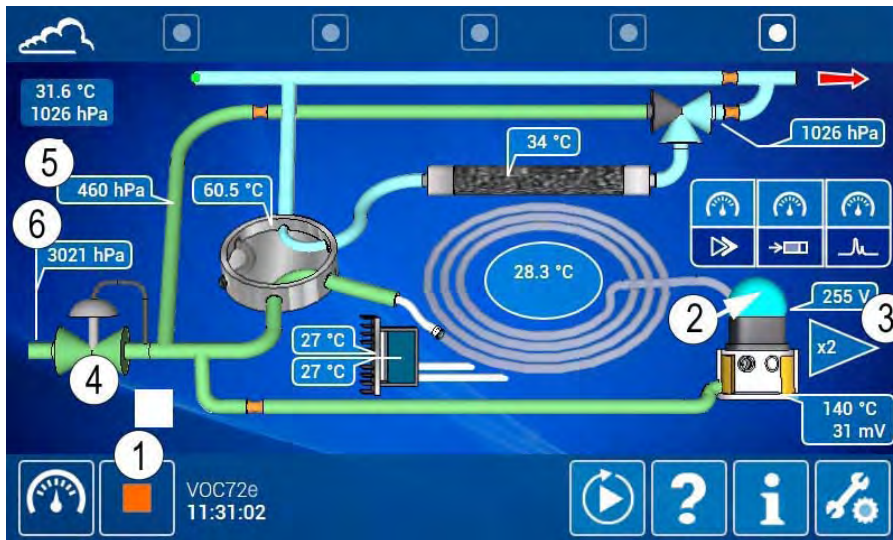 31.6 °C
1026 hPa
5
460 hPa
60.5 °C
34 °C
1026 hPa
6
3021 hPa
28.3 °C
2
255 V
3
x2
27 °C
27 °C
4
140 °C
31 mV
1
VOC72e
11:31:02
?
i